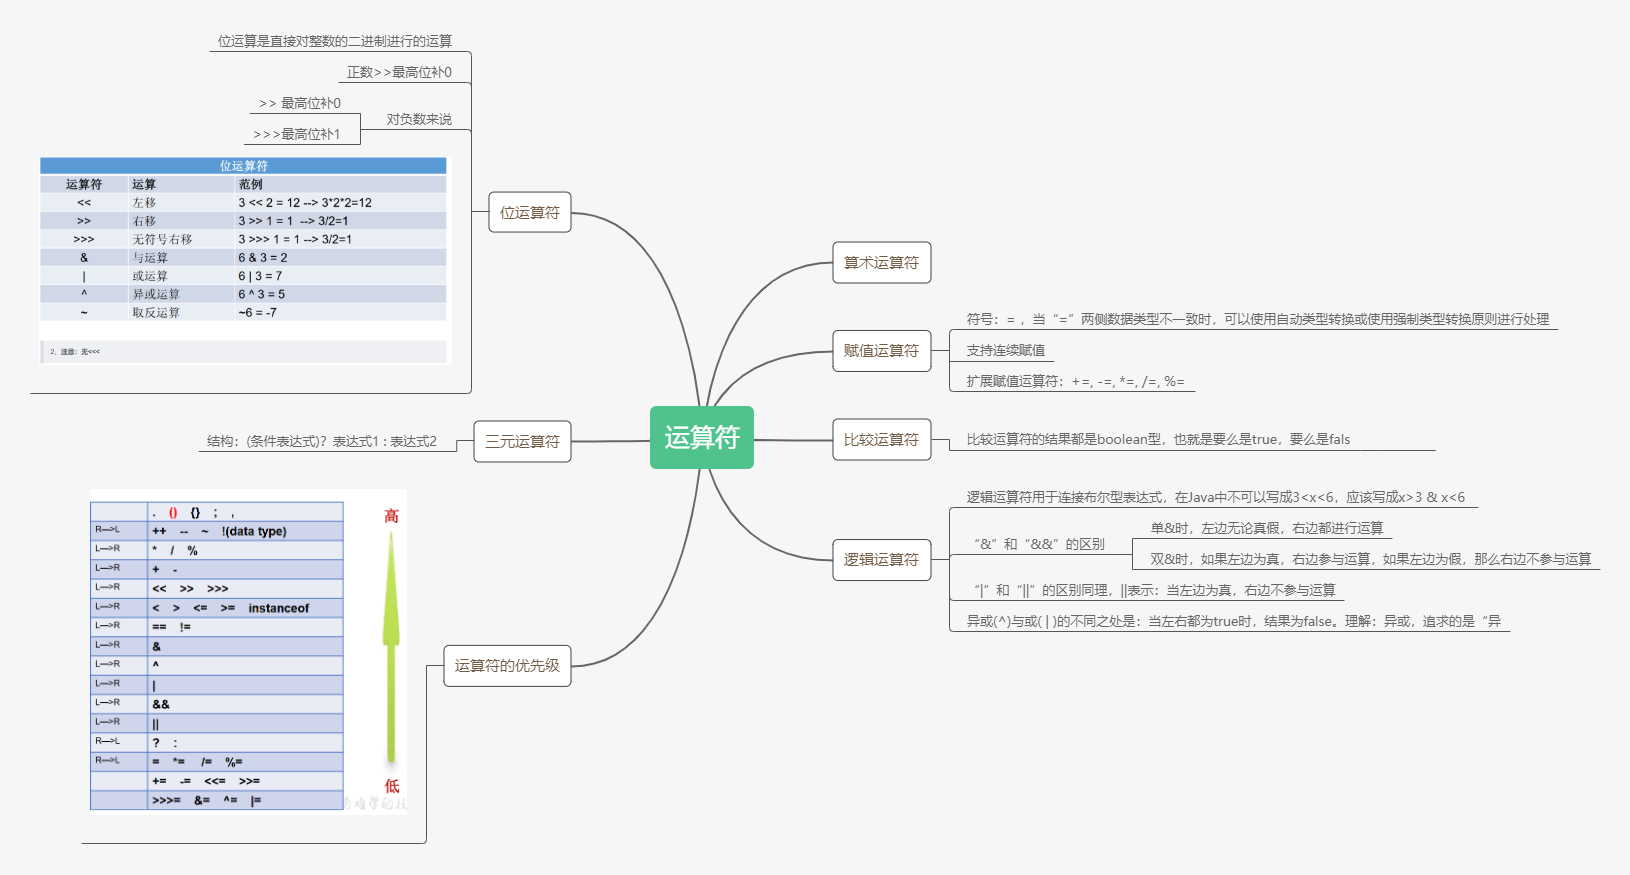 位运算是直接对整数的二进制进行的运算
正数>>最高位补0
>> 最高位补0
>>>最高位补1
对负数来说
位运算符
运算符 运算 范例
<< 左移 3 << 2 = 12 --> 3*2*2=12
>> 右移 3 >> 1 = 1 --> 3/2=1
>>> 无符号右移 3 >>> 1 = 1 --> 3/2=1
& 与运算 6 & 3 = 2
| 或运算 6 | 3 = 7
^ 异或运算 6 ^ 3 = 5
~ 取反运算 ~6 = -7
2、注意：无<<<
位运算符
结构：(条件表达式)？表达式1 : 表达式2
三元运算符
. () {} ; ,
R—>L ++ -- ~ !(data type)
L—>R * / %
L—>R + -
L—>R << >> >>>
L—>R < > <= >= instanceof
L—>R == !=
L—>R &
L—>R ^
L—>R |
L—>R &&
L—>R ||
R—>L ? :
R—>L = *= /= %=
+= -= <<= >>=
>>>= &= ^= |=
高
低
运算符的优先级
运算符
算术运算符
赋值运算符
符号：= ，当“=”两侧数据类型不一致时，可以使用自动类型转换或使用强制类型转换原则进行处理
支持连续赋值
扩展赋值运算符：+=, -=, *=, /=, %=
比较运算符
比较运算符的结果都是boolean型，也就是要么是true，要么是fals
逻辑运算符
逻辑运算符用于连接布尔型表达式，在Java中不可以写成3<x<6，应该写成x>3 & x<6
“&”和“&&”的区别
单&时，左边无论真假，右边都进行运算
双&时，如果左边为真，右边参与运算，如果左边为假，那么右边不参与运算
“|”和“||”的区别同理，||表示：当左边为真，右边不参与运算
异或(^)与或( | )的不同之处是：当左右都为true时，结果为false。理解：异或，追求的是“异